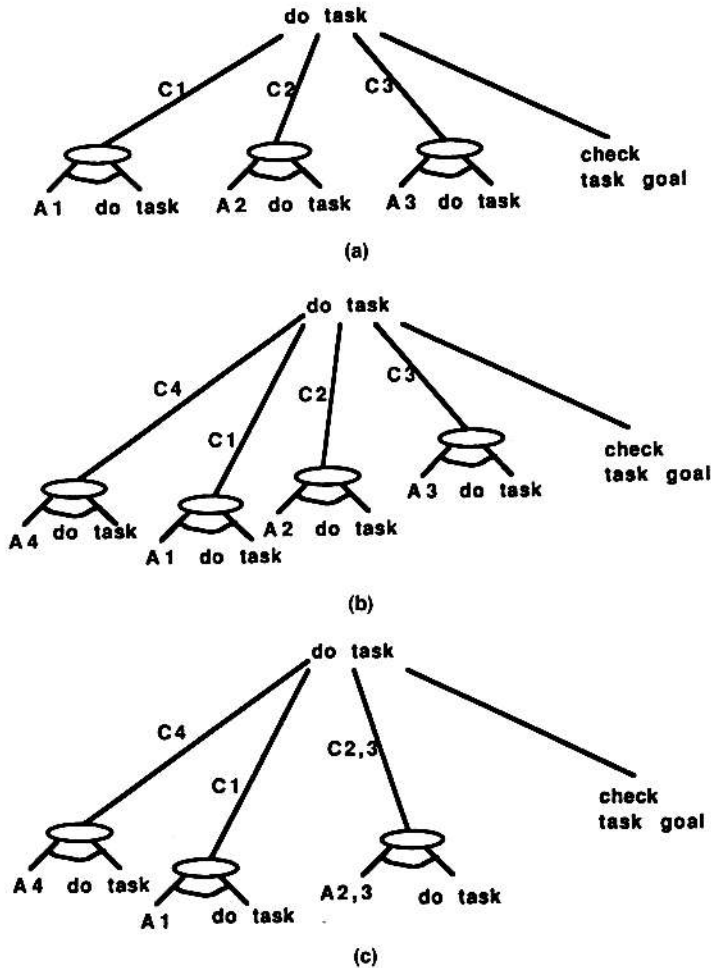 do task
C1
C2
C3
A1 do task
A2 do task
A3 do task
check
task goal
(a)
do task
C4
C1
C2
C3
A4 do task
A1 do task
A2 do task
A3 do task
check
task goal
(b)
do task
C4
C1
C2,3
A4 do task
A1 do task
A2,3 do task
check
task goal
(c)